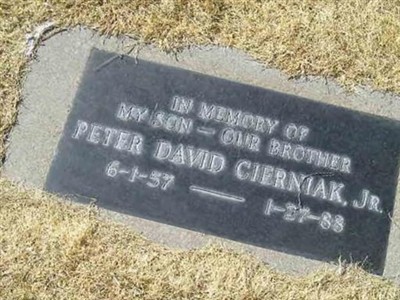 IN MEMORY OF
MY SON — OUR BROTHER
PETER DAVID CIERNIAK, Jr.
6-1-57 — 1-27-88